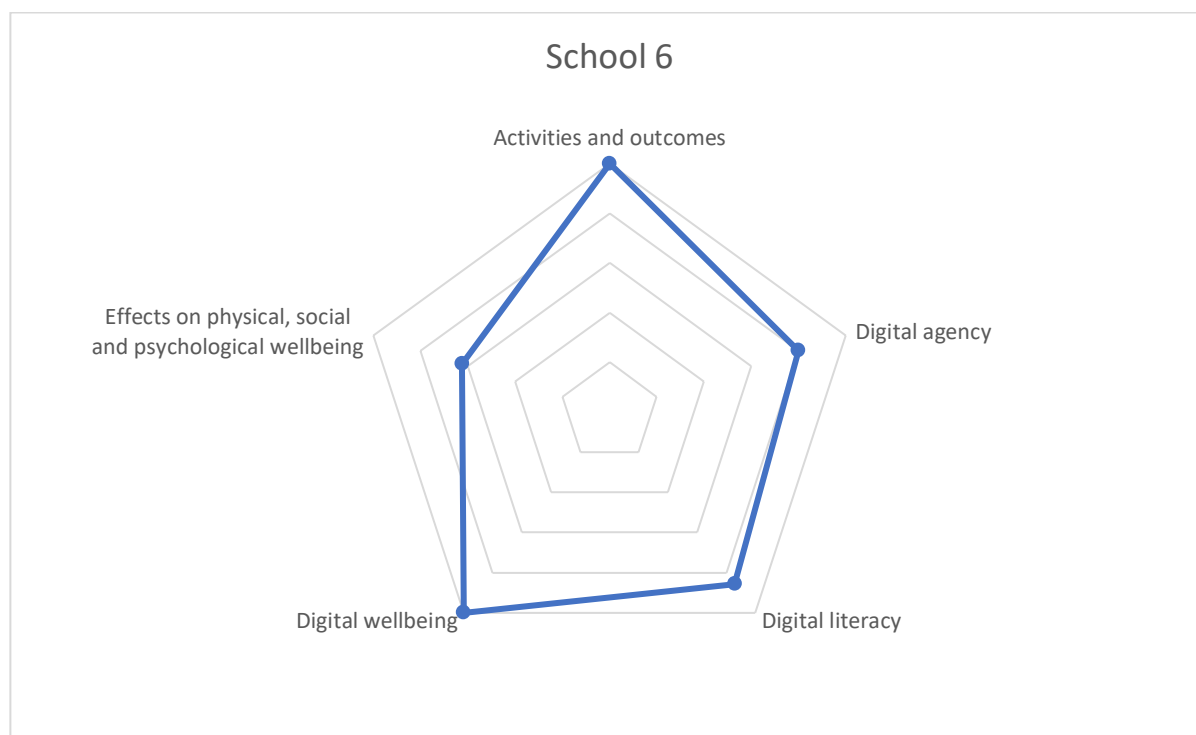 School 6
Activities and outcomes
Effects on physical, social
and psychological wellbeing
Digital agency
Digital wellbeing
Digital literacy